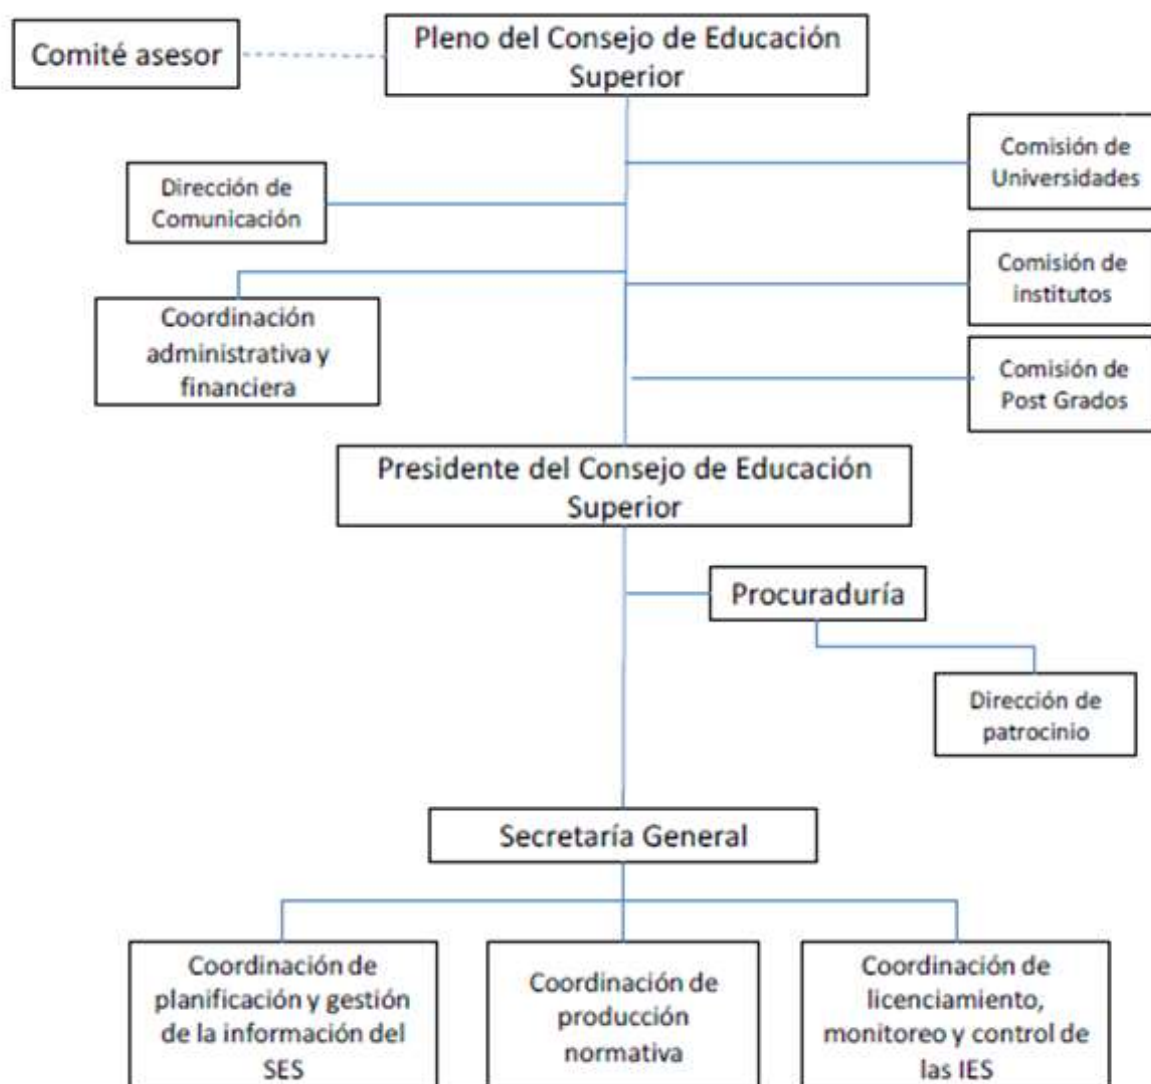 Comité asesor
Pleno del Consejo de Educación
Superior
Comisión de
Universidades
Dirección de
Comunicación
Comisión de
institutos
Coordinación
administrativa y
financiera
Comisión de
Post Grados
Presidente del Consejo de Educación
Superior
Procuraduría
Dirección de
patrocinio
Secretaría General
Coordinación de
planificación y gestión
de la información del
SES
Coordinación de
producción
normativa
Coordinación de
licenciamiento,
monitoreo y control de
las IES